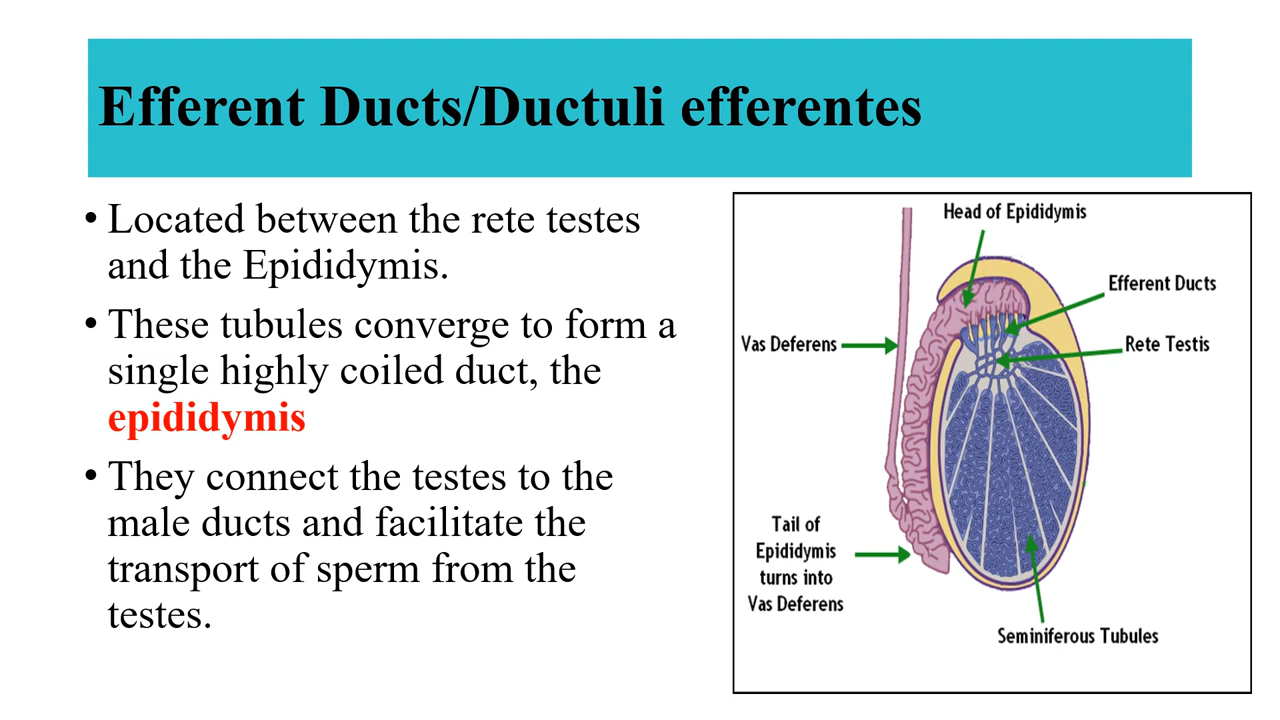 Efferent Ducts/Ductuli efferentes
• Located between the rete testes
and the Epididymis.
• These tubules converge to form a
single highly coiled duct, the
epididymis
• They connect the testes to the
male ducts and facilitate the
transport of sperm from the
testes.
Head of Epididymis
Efferent Ducts
Vas Deferens
Rete Testis
Tail of
Epididymis
turns into
Vas Deferens
Seminiferous Tubules